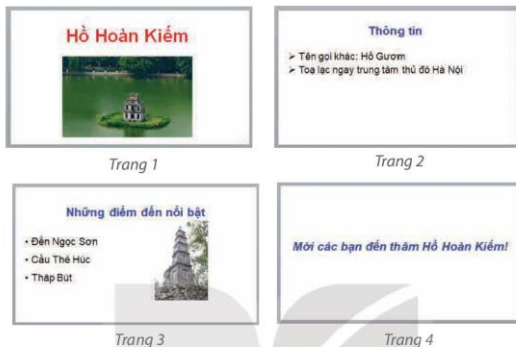 Hồ Hoàn Kiếm
Trang 1
Thông tin
➢ Tên gọi khác: Hồ Gươm
➢ Toạ lạc ngay trung tâm thủ đô Hà Nội
Trang 2
Những điểm đến nổi bật
• Đền Ngọc Sơn
• Cầu Thê Húc
• Tháp Bút
Trang 3
Mời các bạn đến thăm Hồ Hoàn Kiếm!
Trang 4